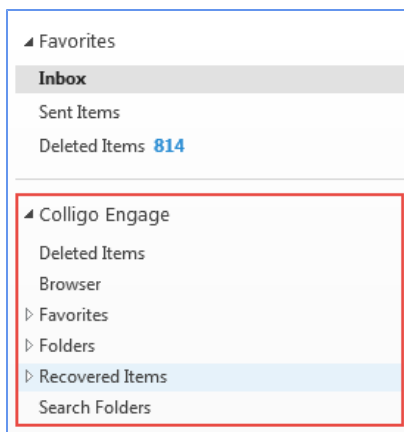 Favorites
Inbox
Sent Items
Deleted Items 814
Colligo Engage
Deleted Items
Browser
Favorites
Folders
Recovered Items
Search Folders